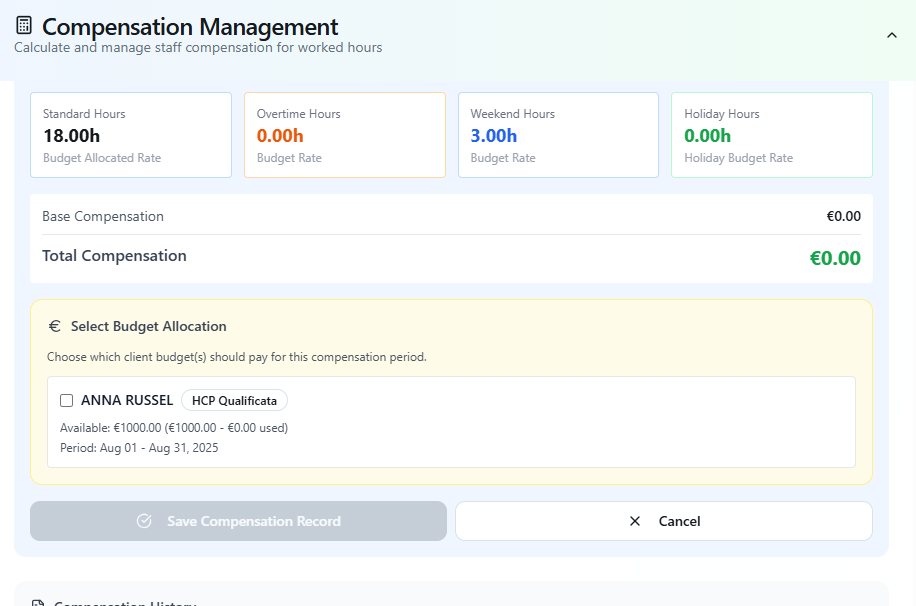 Compensation Management
Calculate and manage staff compensation for worked hours
Standard Hours
18.00h
Budget Allocated Rate
Overtime Hours
0.00h
Budget Rate
Weekend Hours
3.00h
Budget Rate
Holiday Hours
0.00h
Holiday Budget Rate
Base Compensation €0.00
Total Compensation €0.00
€ Select Budget Allocation
Choose which client budget(s) should pay for this compensation period.
ANNA RUSSEL HCP Qualificata
Available: €1000.00 (€1000.00 - €0.00 used)
Period: Aug 01 - Aug 31, 2025
Save Compensation Record
Cancel
Compensation History